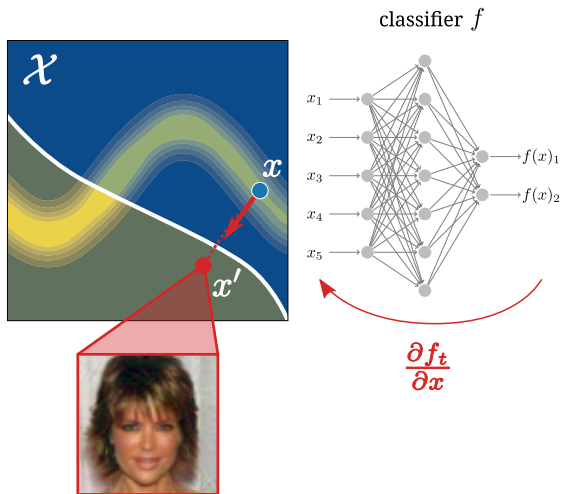 classifier f
𝒳
x
x′
x₁
x₂
x₃
x₄
x₅
f(x)₁
f(x)₂
∂fₜ
∂x